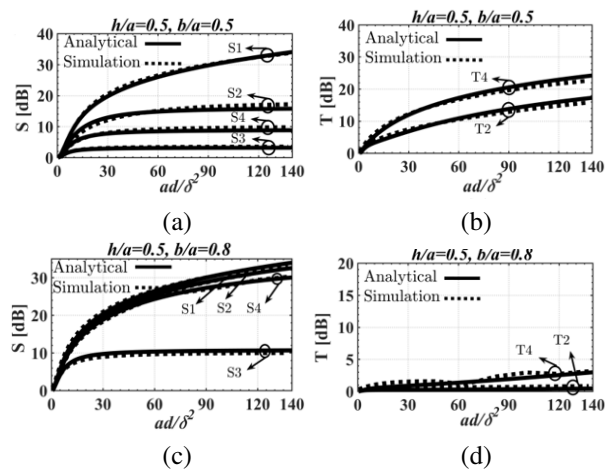 h/a=0.5, b/a=0.5
Analytical
Simulation
S1
S2
S4
S3
S [dB]
40
30
20
10
0
0 30 60 90 120 140
ad/δ²
(a)
h/a=0.5, b/a=0.5
Analytical
Simulation
T4
T2
T [dB]
40
30
20
10
0
0 30 60 90 120 140
ad/δ²
(b)
h/a=0.5, b/a=0.8
Analytical
Simulation
S1 S2 S4
S3
S [dB]
30
20
10
0
0 30 60 90 120 140
ad/δ²
(c)
h/a=0.5, b/a=0.8
Analytical
Simulation
T4 T2
T [dB]
20
15
10
5
0
0 30 60 90 120 140
ad/δ²
(d)